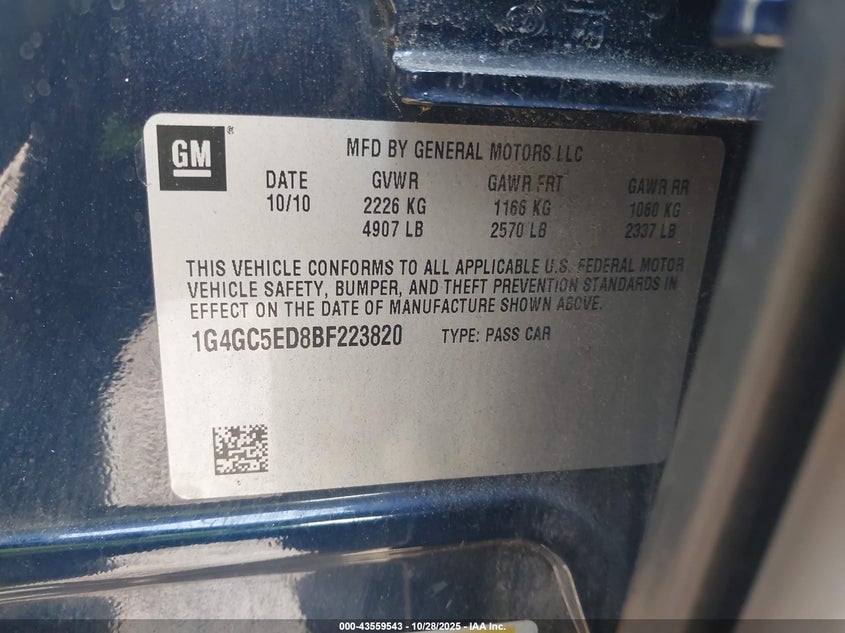 GM ®
MFD BY GENERAL MOTORS LLC
DATE GVWR GAWR FRT GAWR RR
10/10 2226 KG 1166 KG 1060 KG
4907 LB 2570 LB 2337 LB
THIS VEHICLE CONFORMS TO ALL APPLICABLE U.S. FEDERAL MOTOR
VEHICLE SAFETY, BUMPER, AND THEFT PREVENTION STANDARDS IN
EFFECT ON THE DATE OF MANUFACTURE SHOWN ABOVE.
1G4GC5ED8BF223820 TYPE: PASS CAR
000-43559543 | 10/28/2025 | IAA Inc.